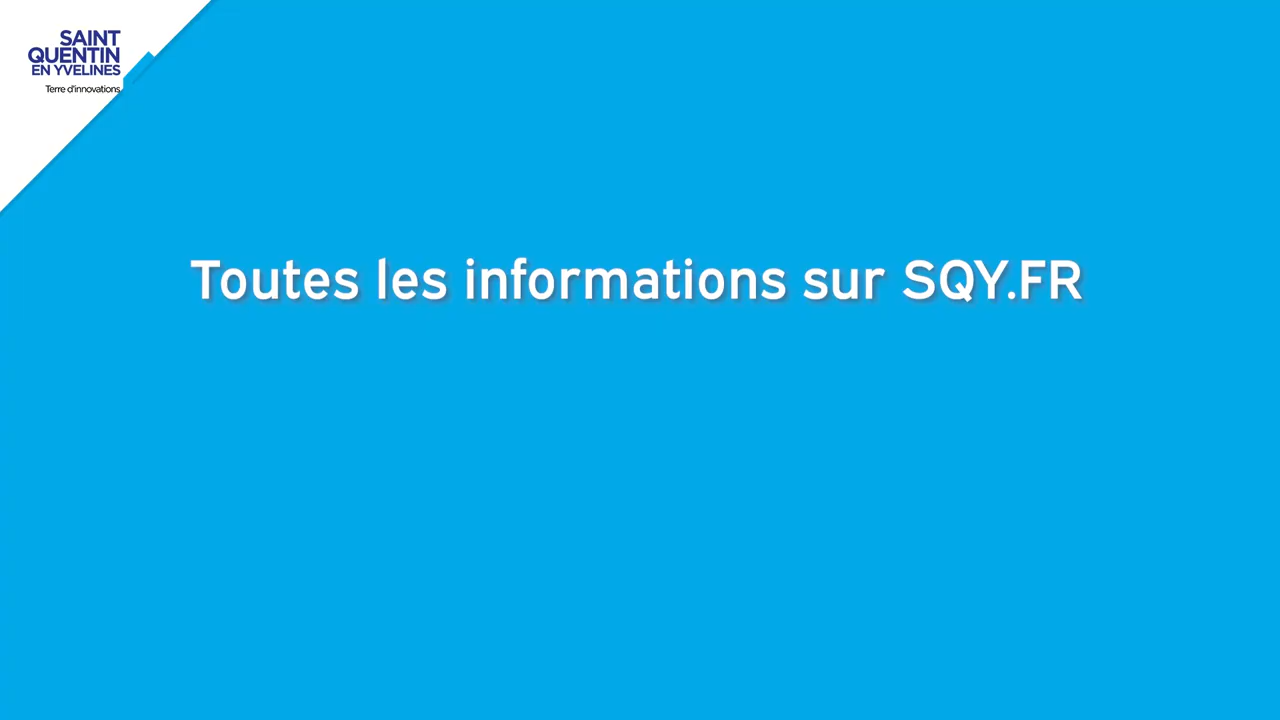 SAINT
QUENTIN
EN YVELINES
Terre d'innovations
Toutes les informations sur SQY.FR